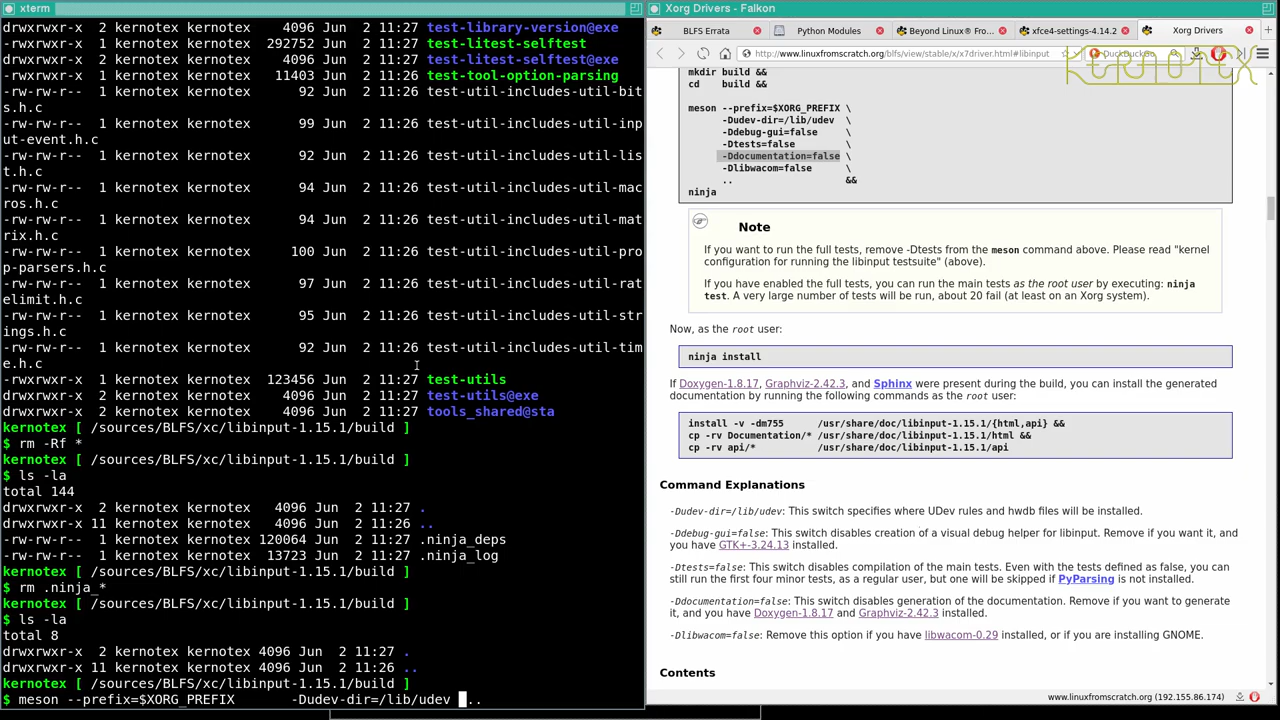 xterm
drwxrwxr-x  2 kernotex kernotex   4096 Jun  2 11:27 test-library-version@exe
-rwxrwxr-x  1 kernotex kernotex 292752 Jun  2 11:27 test-litest-selftest
drwxrwxr-x  2 kernotex kernotex   4096 Jun  2 11:26 test-litest-selftest@exe
-rwxrwxr-x  1 kernotex kernotex  11403 Jun  2 11:26 test-tool-option-parsing
-rw-rw-r--  1 kernotex kernotex     92 Jun  2 11:26 test-util-includes-util-bit
s.h.c
-rw-rw-r--  1 kernotex kernotex     99 Jun  2 11:26 test-util-includes-util-inp
ut-event.h.c
-rw-rw-r--  1 kernotex kernotex     92 Jun  2 11:26 test-util-includes-util-lis
t.h.c
-rw-rw-r--  1 kernotex kernotex     94 Jun  2 11:26 test-util-includes-util-mac
ros.h.c
-rw-rw-r--  1 kernotex kernotex     94 Jun  2 11:26 test-util-includes-util-mat
rix.h.c
-rw-rw-r--  1 kernotex kernotex    100 Jun  2 11:26 test-util-includes-util-pro
p-parsers.h.c
-rw-rw-r--  1 kernotex kernotex     97 Jun  2 11:26 test-util-includes-util-rat
elimit.h.c
-rw-rw-r--  1 kernotex kernotex     95 Jun  2 11:26 test-util-includes-util-str
ings.h.c
-rw-rw-r--  1 kernotex kernotex     92 Jun  2 11:26 test-util-includes-util-tim
e.h.c
-rwxrwxr-x  1 kernotex kernotex 123456 Jun  2 11:27 test-utils
drwxrwxr-x  2 kernotex kernotex   4096 Jun  2 11:26 test-utils@exe
drwxrwxr-x  2 kernotex kernotex   4096 Jun  2 11:26 tools_shared@sta
kernotex [ /sources/BLFS/xc/libinput-1.15.1/build ]
$ rm -Rf *
kernotex [ /sources/BLFS/xc/libinput-1.15.1/build ]
$ ls -la
total 144
drwxrwxr-x  2 kernotex kernotex   4096 Jun  2 11:27 .
drwxrwxr-x 11 kernotex kernotex   4096 Jun  2 11:26 ..
-rw-rw-r--  1 kernotex kernotex 120064 Jun  2 11:27 .ninja_deps
-rw-rw-r--  1 kernotex kernotex  13723 Jun  2 11:27 .ninja_log
kernotex [ /sources/BLFS/xc/libinput-1.15.1/build ]
$ rm .ninja_*
kernotex [ /sources/BLFS/xc/libinput-1.15.1/build ]
$ ls -la
total 8
drwxrwxr-x  2 kernotex kernotex 4096 Jun  2 11:27 .
drwxrwxr-x 11 kernotex kernotex 4096 Jun  2 11:26 ..
kernotex [ /sources/BLFS/xc/libinput-1.15.1/build ]
$ meson --prefix=$XORG_PREFIX       -Dudev-dir=/lib/udev  ..
Xorg Drivers - Falkon
BLFS Errata
Python Modules
Beyond Linux® Fro…
xfce4-settings-4.14.2
Xorg Drivers
http://www.linuxfromscratch.org/blfs/view/stable/x/x7driver.html#libinput
DuckDuckGo
KERNOTEX
mkdir build &&
cd    build &&
meson --prefix=$XORG_PREFIX \
-Dudev-dir=/lib/udev  \
-Ddebug-gui=false     \
-Dtests=false         \
-Ddocumentation=false \
-Dlibwacom=false      \
..                    &&
ninja
Note
If you want to run the full tests, remove -Dtests from the meson command above. Please read "kernel
configuration for running the libinput testsuite" (above).
If you have enabled the full tests, you can run the main tests as the root user by executing: ninja
test. A very large number of tests will be run, about 20 fail (at least on an Xorg system).
Now, as the root user:
ninja install
If Doxygen-1.8.17, Graphviz-2.42.3, and Sphinx were present during the build, you can install the generated
documentation by running the following commands as the root user:
install -v -dm755      /usr/share/doc/libinput-1.15.1/{html,api} &&
cp -rv Documentation/* /usr/share/doc/libinput-1.15.1/html &&
cp -rv api/*           /usr/share/doc/libinput-1.15.1/api
Command Explanations
-Dudev-dir=/lib/udev: This switch specifies where UDev rules and hwdb files will be installed.
-Ddebug-gui=false: This switch disables creation of a visual debug helper for libinput. Remove if you want it, and
you have GTK+-3.24.13 installed.
-Dtests=false: This switch disables compilation of the main tests. Even with the tests defined as false, you can
still run the first four minor tests, as a regular user, but one will be skipped if PyParsing is not installed.
-Ddocumentation=false: This switch disables generation of the documentation. Remove if you want to generate
it, and you have Doxygen-1.8.17 and Graphviz-2.42.3 installed.
-Dlibwacom=false: Remove this option if you have libwacom-0.29 installed, or if you are installing GNOME.
Contents
www.linuxfromscratch.org (192.155.86.174)